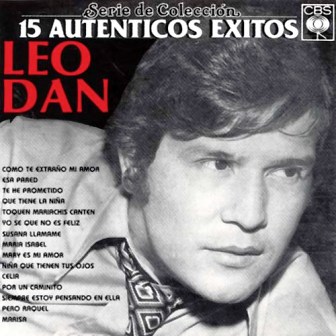 Serie de Colección
15 AUTENTICOS EXITOS
CBS
LEO
DAN
COMO TE EXTRAÑO MI AMOR
ESA PARED
TE HE PROMETIDO
QUE TIENE LA NIÑA
TOQUEN MARIACHIS CANTEN
YO SE QUE NO ES FELIZ
SUSANA LLAMAME
MARIA ISABEL
MARY ES MI AMOR
NIÑA QUE TIENEN TUS OJOS
CELIA
POR UN CAMINITO
SIEMPRE ESTOY PENSANDO EN ELLA
PERO RAQUEL
MARISA